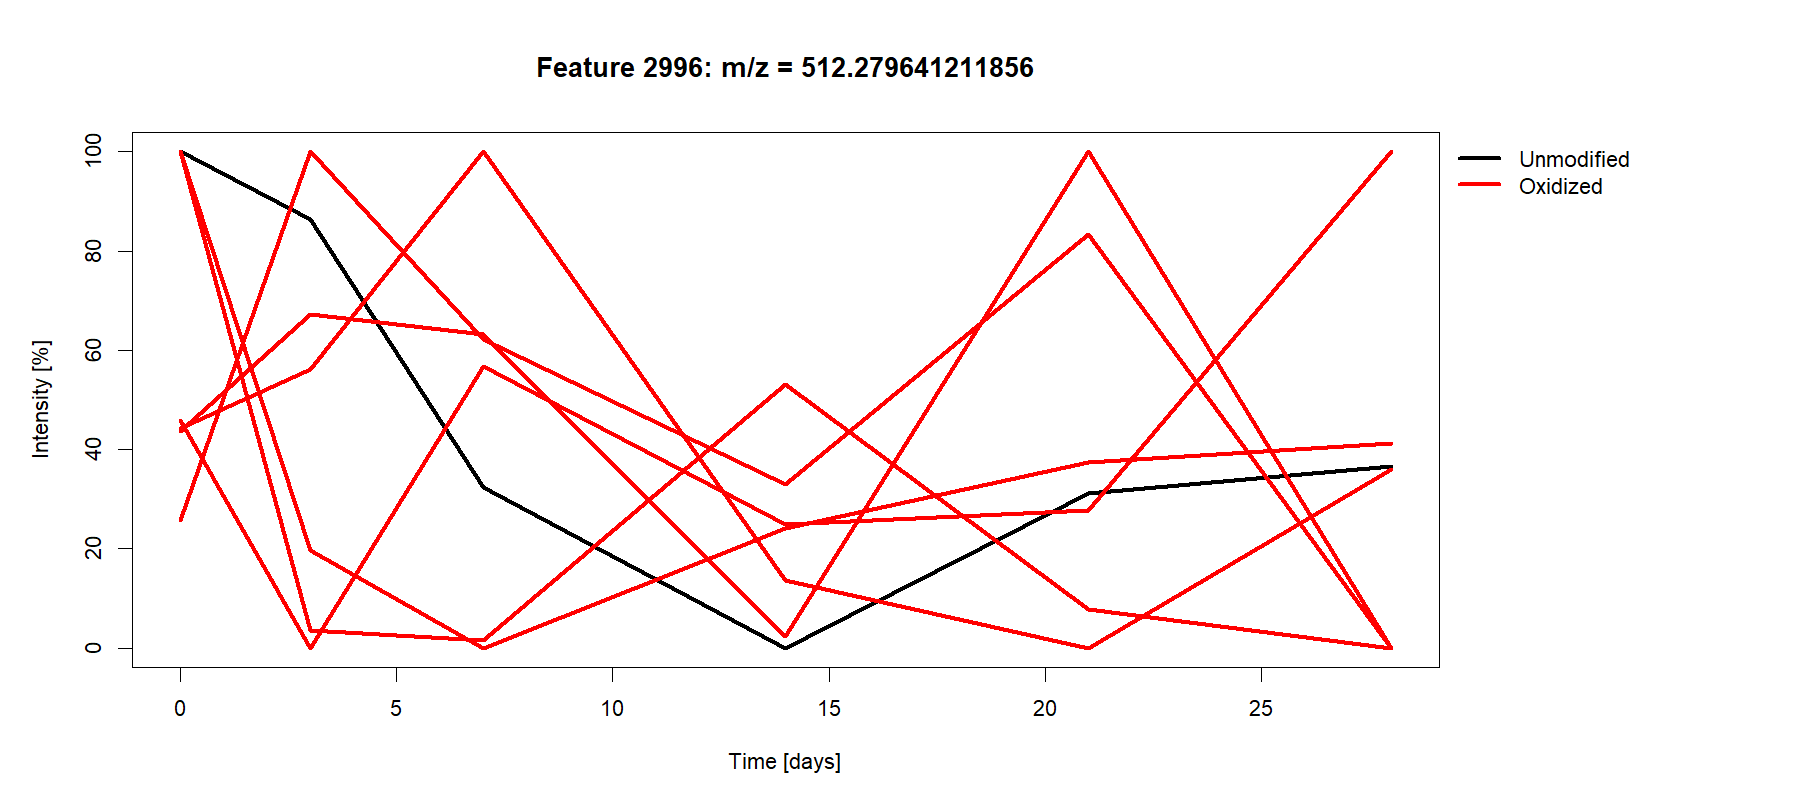 Feature 2996: m/z = 512.279641211856
Unmodified
Oxidized
Intensity [%]
100
80
60
40
20
0
0 5 10 15 20 25
Time [days]